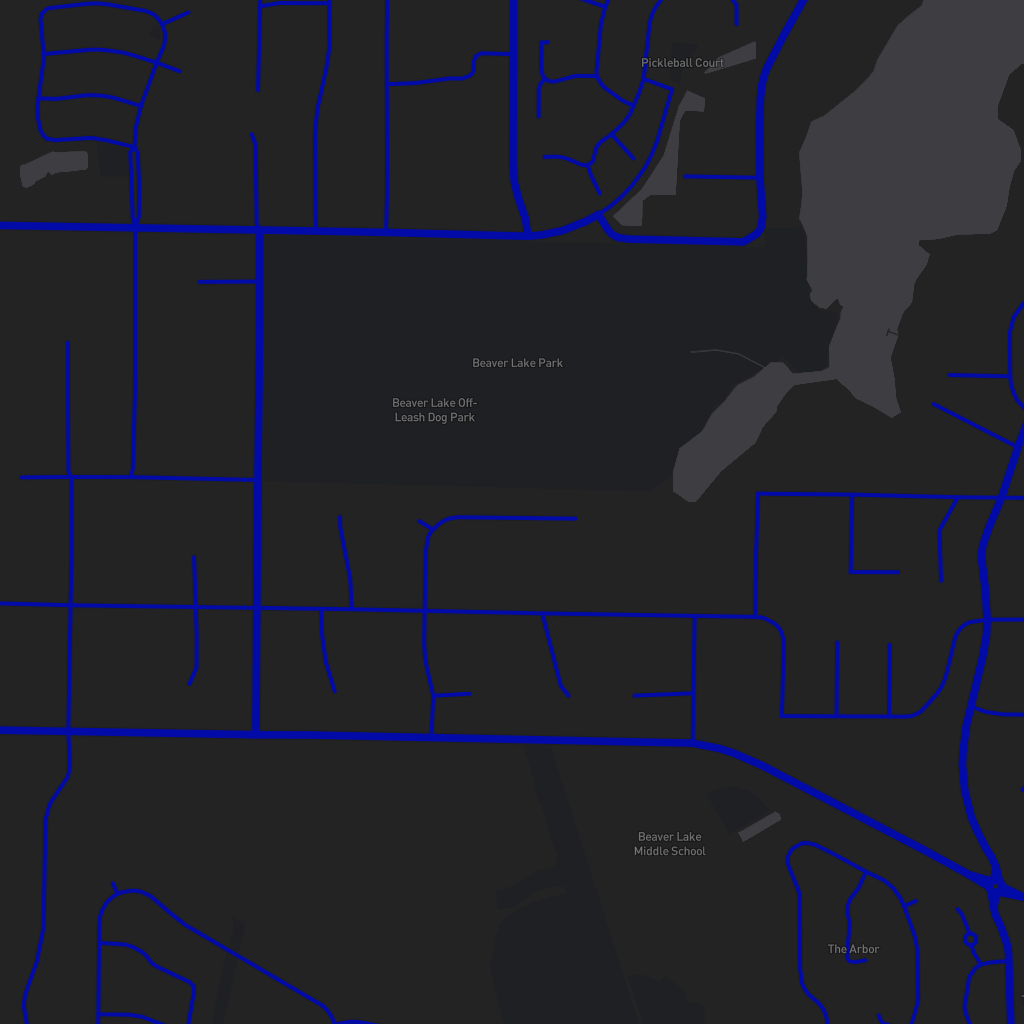 Pickleball Court
Beaver Lake Park
Beaver Lake Off-
Leash Dog Park
Beaver Lake
Middle School
The Arbor